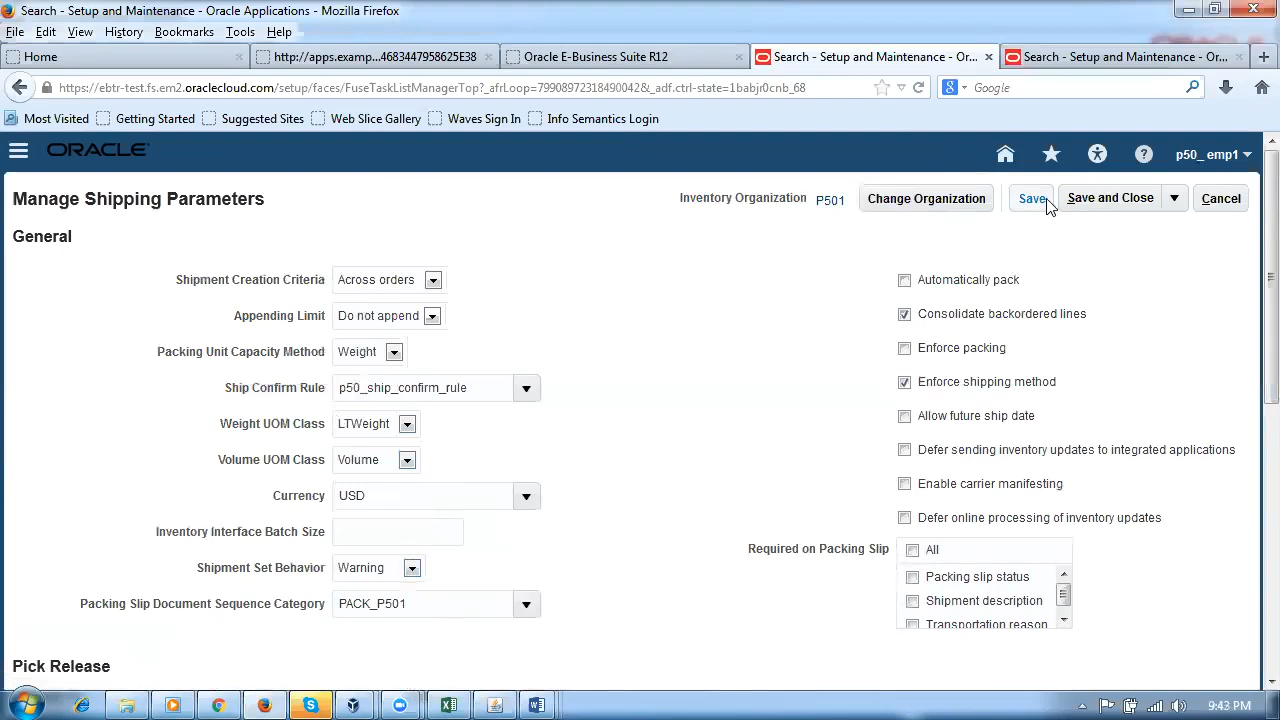 Search - Setup and Maintenance - Oracle Applications - Mozilla Firefox
File Edit View History Bookmarks Tools Help
Home http://apps.examp...4683447958625E38 Oracle E-Business Suite R12 Search - Setup and Maintenance - Or... Search - Setup and Maintenance - Or...
https://ebtr-test.fs.em2.oraclecloud.com/setup/faces/FuseTaskListManagerTop?_afrLoop=79908972318490042&_adf.ctrl-state=1babjr0cnb_68 Google
Most Visited Getting Started Suggested Sites Web Slice Gallery Waves Sign In Info Semantics Login
ORACLE p50_ emp1
Manage Shipping Parameters Inventory Organization P501 Change Organization Save Save and Close Cancel
General
Shipment Creation Criteria Across orders Automatically pack
Appending Limit Do not append Consolidate backordered lines
Packing Unit Capacity Method Weight Enforce packing
Ship Confirm Rule p50_ship_confirm_rule Enforce shipping method
Weight UOM Class LTWeight Allow future ship date
Volume UOM Class Volume Defer sending inventory updates to integrated applications
Currency USD Enable carrier manifesting
Inventory Interface Batch Size Defer online processing of inventory updates
Required on Packing Slip All
Shipment Set Behavior Warning Packing slip status
Packing Slip Document Sequence Category PACK_P501 Shipment description
Transportation reason
Pick Release
9:43 PM